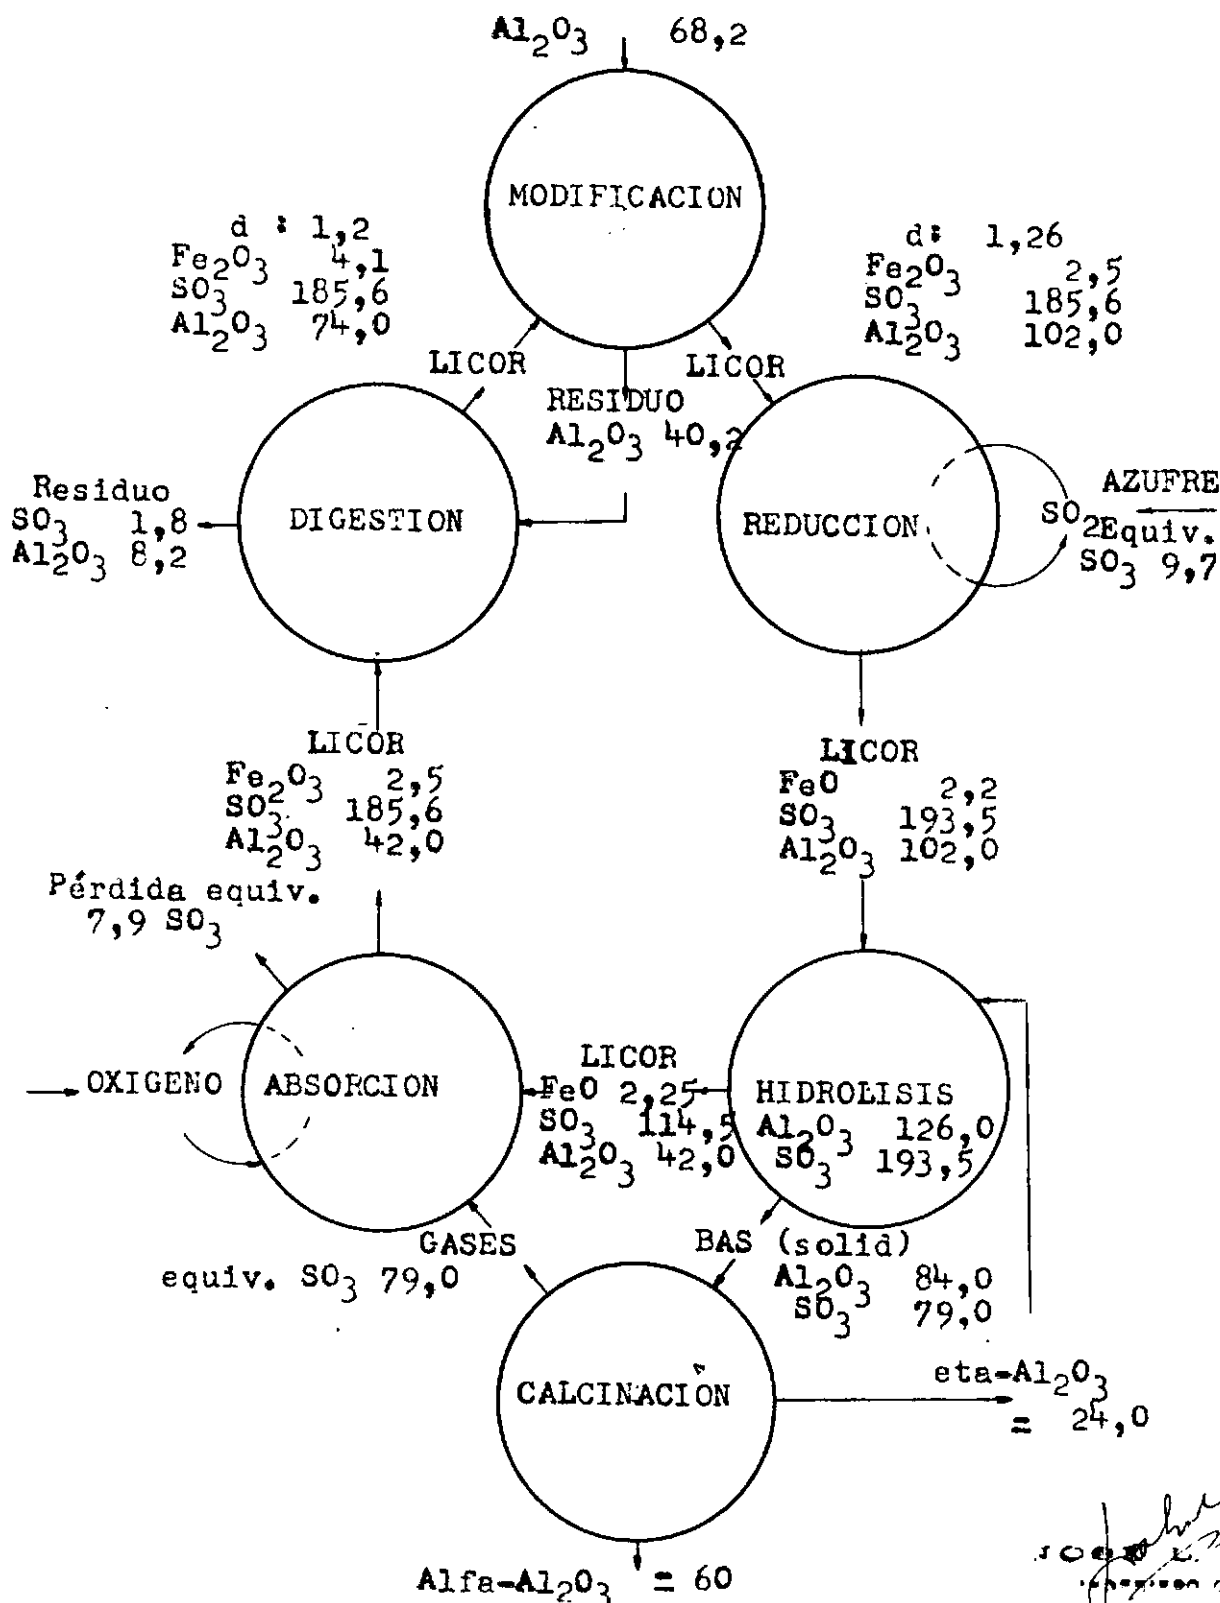 Al2O3 68,2
MODIFICACION
d : 1,2
Fe2O3 4,1
SO3 185,6
Al2O3 74,0
d: 1,26
Fe2O3 2,5
SO3 185,6
Al2O3 102,0
LICOR
RESIDUO
Al2O3 40,2
LICOR
Residuo
SO3 1,8
Al2O3 8,2
DIGESTION
REDUCCION
SO2
AZUFRE
Equiv.
SO3 9,7
LICOR
Fe2O3 2,5
SO3 185,6
Al2O3 42,0
LICOR
FeO 2,2
SO3 193,5
Al2O3 102,0
Pérdida equiv.
7,9 SO3
OXIGENO
ABSORCION
LICOR
FeO 2,25
SO3 114,5
Al2O3 42,0
HIDROLISIS
Al2O3 126,0
SO3 193,5
GASES
equiv. SO3 79,0
BAS (solid)
Al2O3 84,0
SO3 79,0
CALCINACIÓN
eta-Al2O3
= 24,0
Alfa-Al2O3 = 60